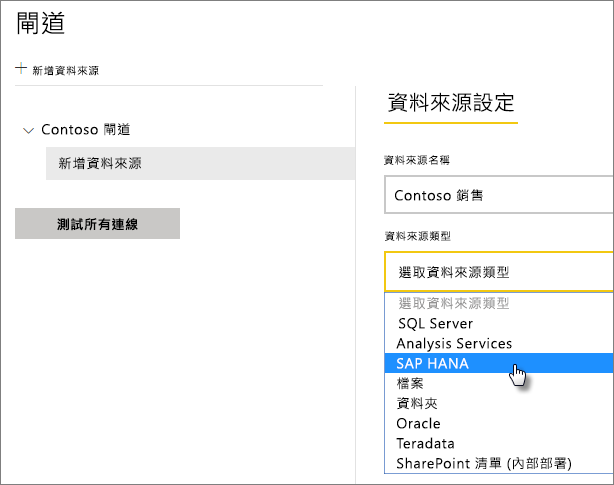 閘道
新增資料來源
Contoso 閘道
新增資料來源
測試所有連線
資料來源設定
資料來源名稱
Contoso 銷售
資料來源類型
選取資料來源類型
選取資料來源類型
SQL Server
Analysis Services
SAP HANA
檔案
資料夾
Oracle
Teradata
SharePoint 清單 (內部部署)